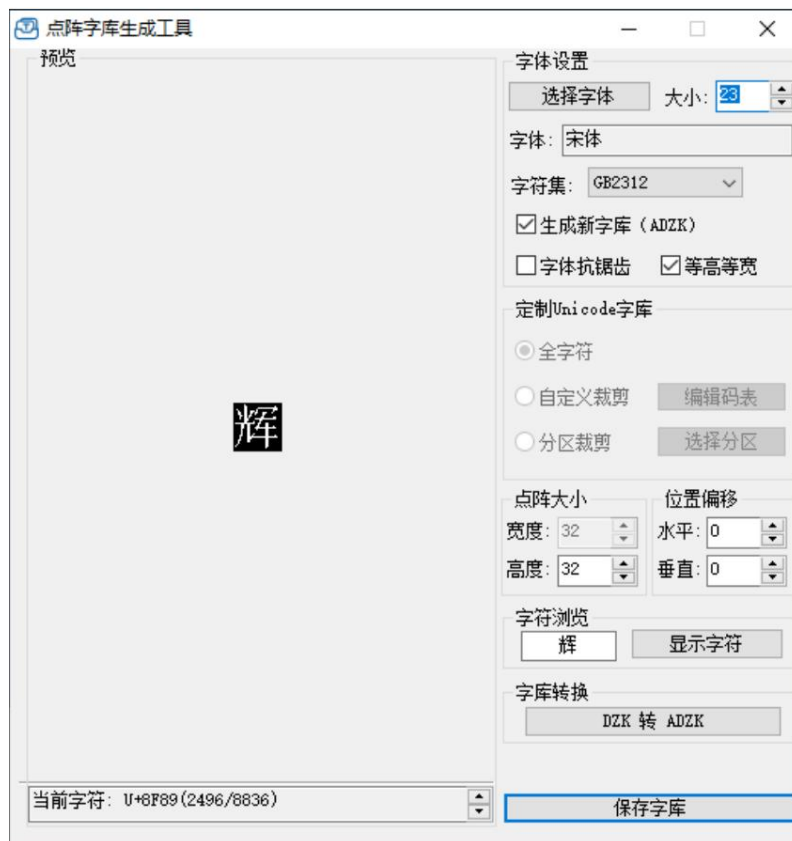 点阵字库生成工具
预览
辉
当前字符: U+8F89(2496/8836)
字体设置
选择字体 大小: 23
字体: 宋体
字符集: GB2312
生成新字库（ADZK）
字体抗锯齿 等高等宽
定制Unicode字库
全字符
自定义裁剪 编辑码表
分区裁剪 选择分区
点阵大小 位置偏移
宽度: 32 水平: 0
高度: 32 垂直: 0
字符浏览
辉 显示字符
字库转换
DZK 转 ADZK
保存字库